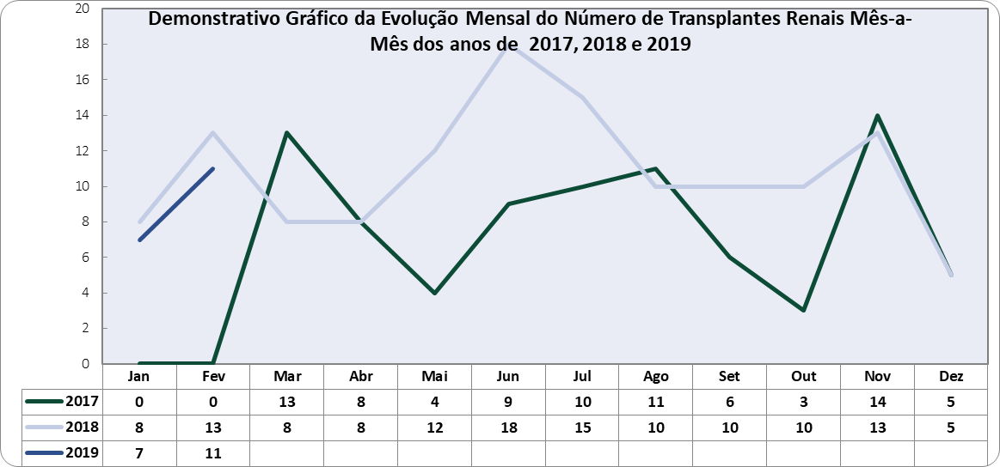 Demonstrativo Gráfico da Evolução Mensal do Número de Transplantes Renais Mês-a-
Mês dos anos de 2017, 2018 e 2019
20
18
16
14
12
10
8
6
4
2
0
Jan Fev Mar Abr Mai Jun Jul Ago Set Out Nov Dez
2017 0 0 13 8 4 9 10 11 6 3 14 5
2018 8 13 8 8 12 18 15 10 10 10 13 5
2019 7 11